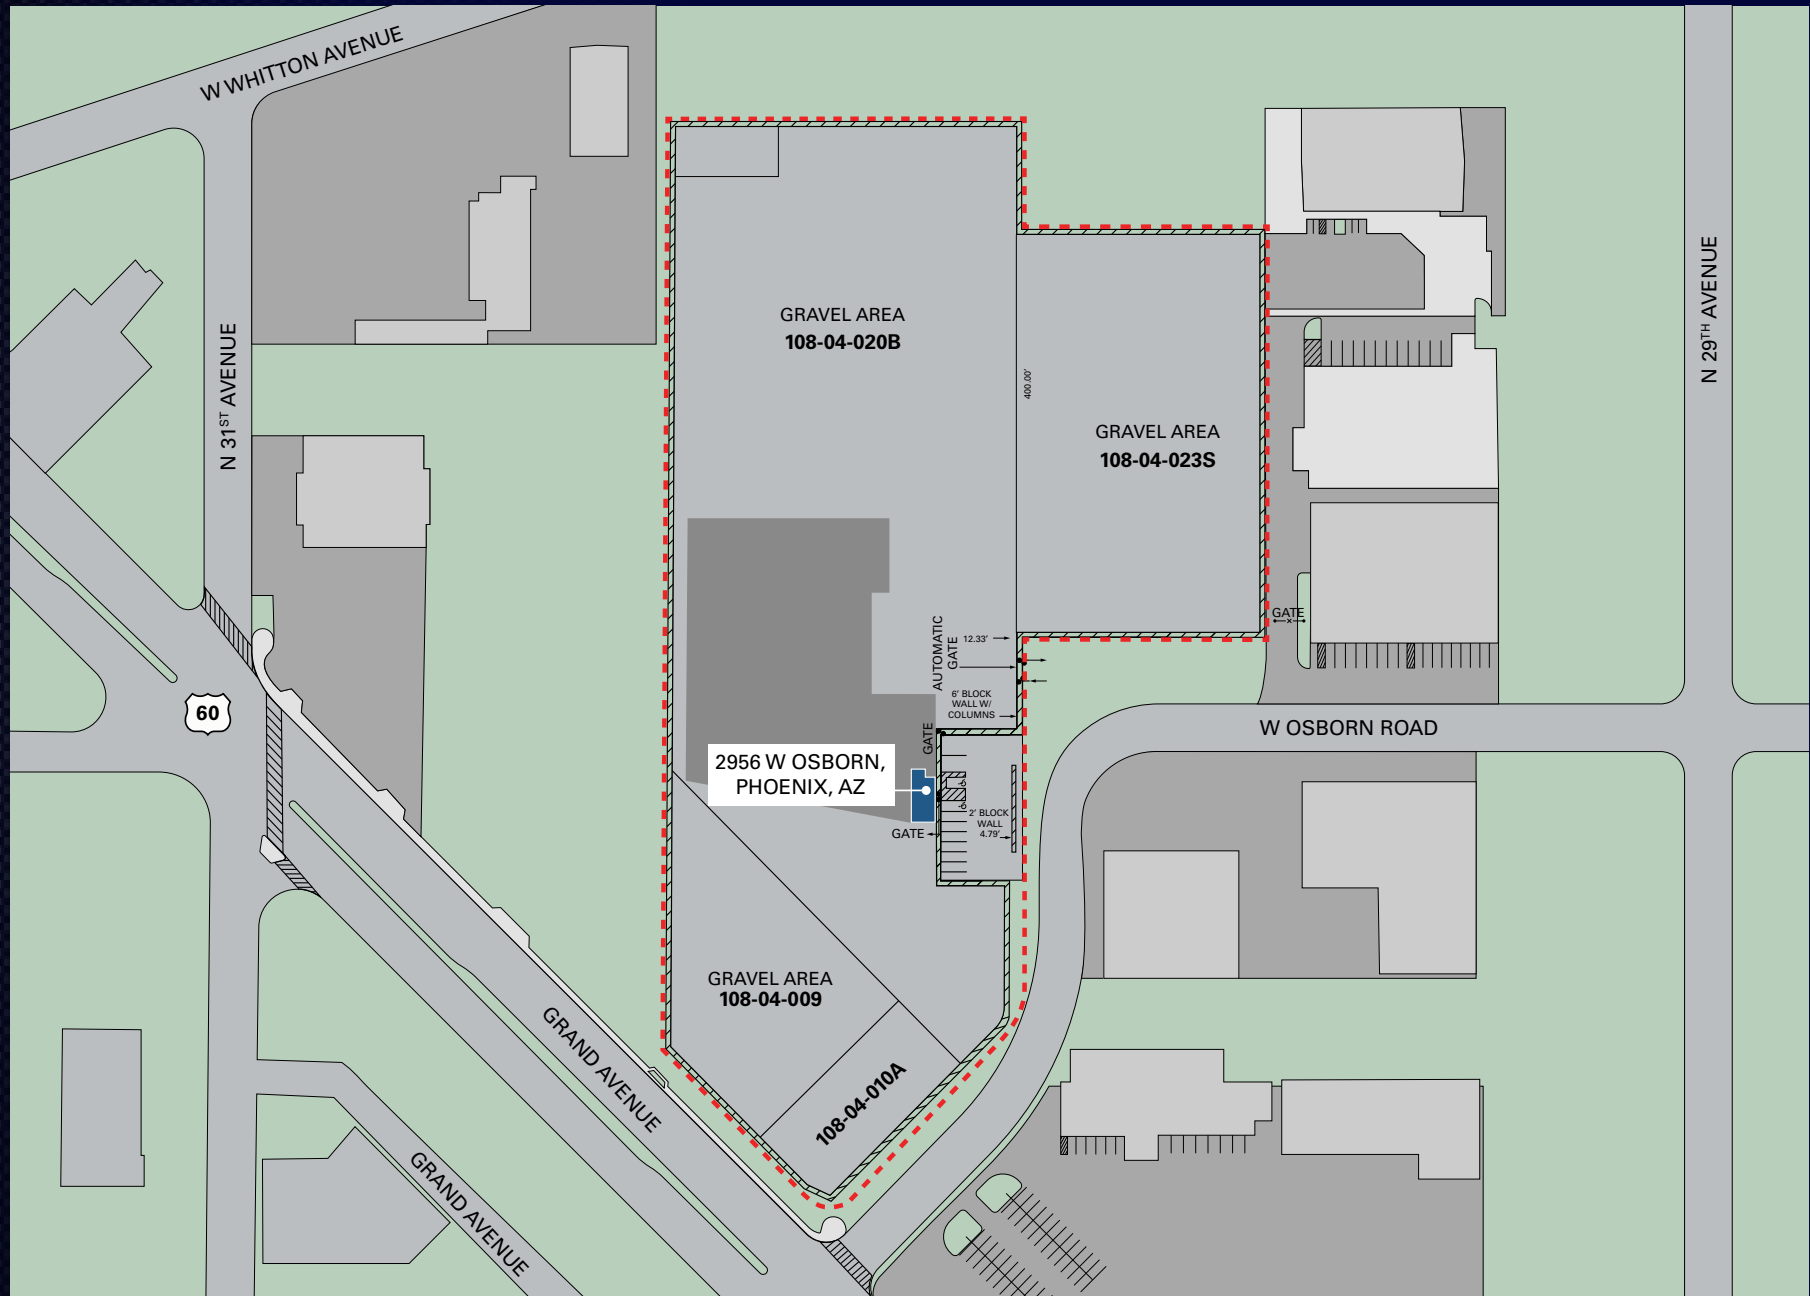 W WHITTON AVENUE
N 31ST AVENUE
N 29TH AVENUE
GRAVEL AREA
108-04-020B
400.00'
GRAVEL AREA
108-04-023S
GATE
AUTOMATIC
GATE
12.33'
6' BLOCK
WALL W/
COLUMNS
60
GATE
W OSBORN ROAD
2956 W OSBORN,
PHOENIX, AZ
2' BLOCK
WALL
4.79'
GATE
GRAVEL AREA
108-04-009
108-04-010A
GRAND AVENUE
GRAND AVENUE